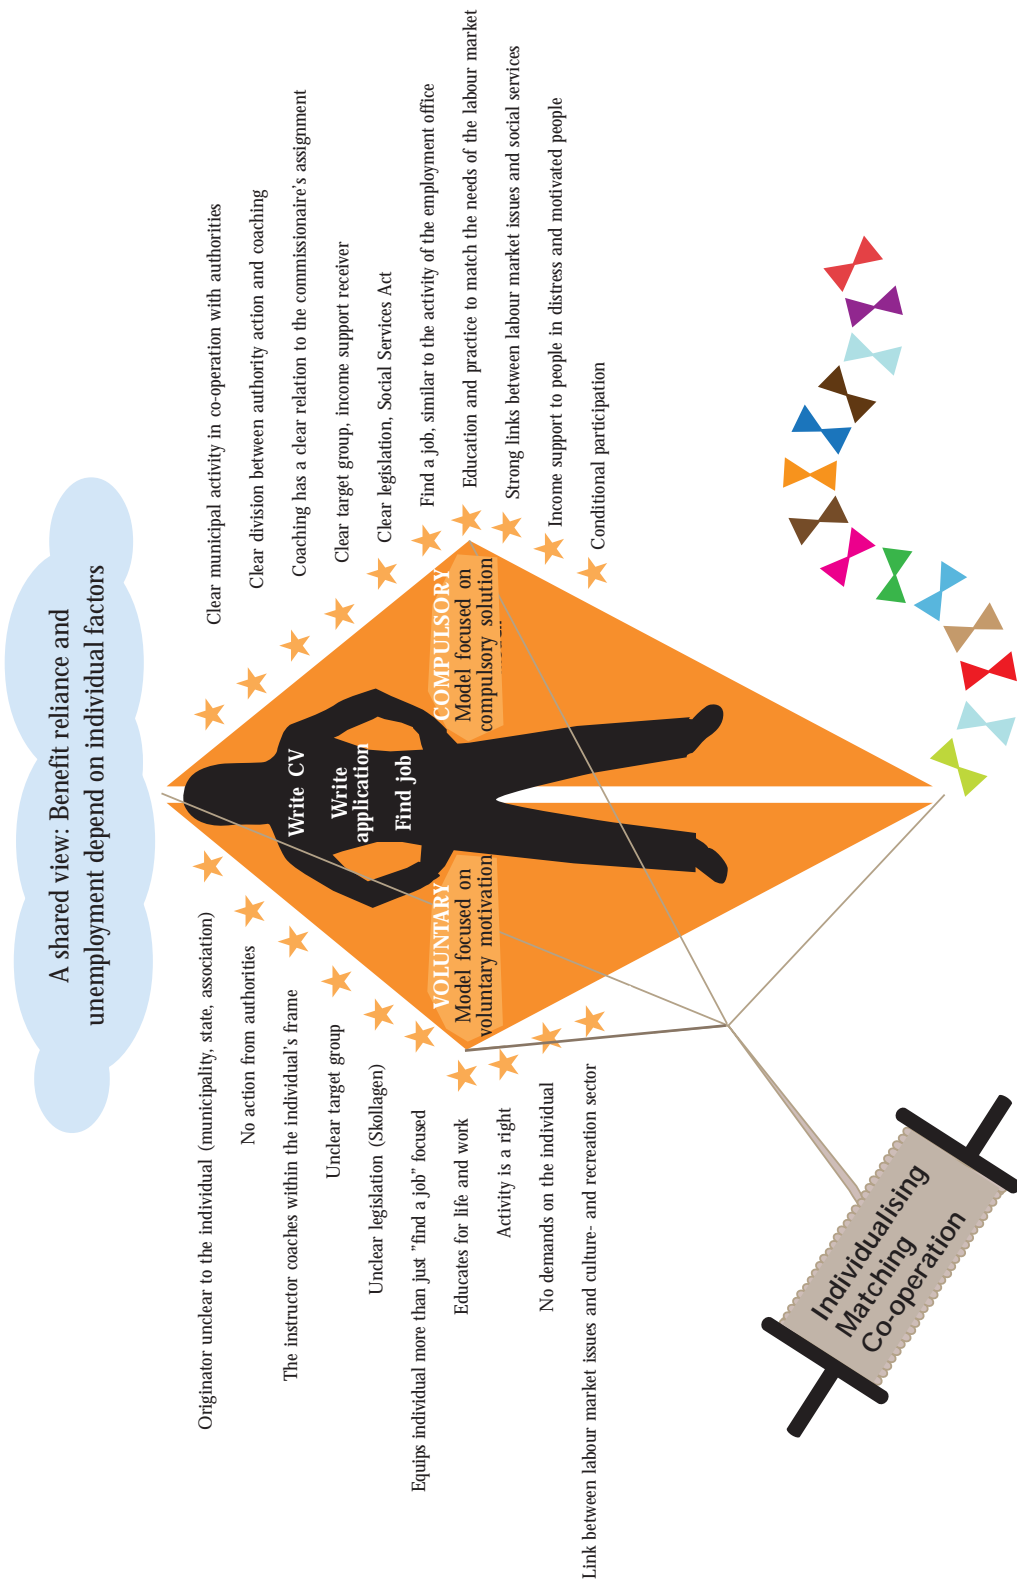 A shared view: Benefit reliance and
unemployment depend on individual factors
Originator unclear to the individual (municipality, state, association)
No action from authorities
The instructor coaches within the individual's frame
Unclear target group
Unclear legislation (Skollagen)
Equips individual more than just "find a job" focused
Educates for life and work
Activity is a right
No demands on the individual
Link between labour market issues and culture- and recreation sector
Write CV
Write
application
Find job
VOLUNTARY
Model focused on
voluntary motivation
COMPULSORY
Model focused on
compulsory solution
Clear municipal activity in co-operation with authorities
Clear division between authority action and coaching
Coaching has a clear relation to the commissionaire's assignment
Clear target group, income support receiver
Clear legislation, Social Services Act
Find a job, similar to the activity of the employment office
Education and practice to match the needs of the labour market
Strong links between labour market issues and social services
Income support to people in distress and motivated people
Conditional participation
Individualising
Matching
Co-operation